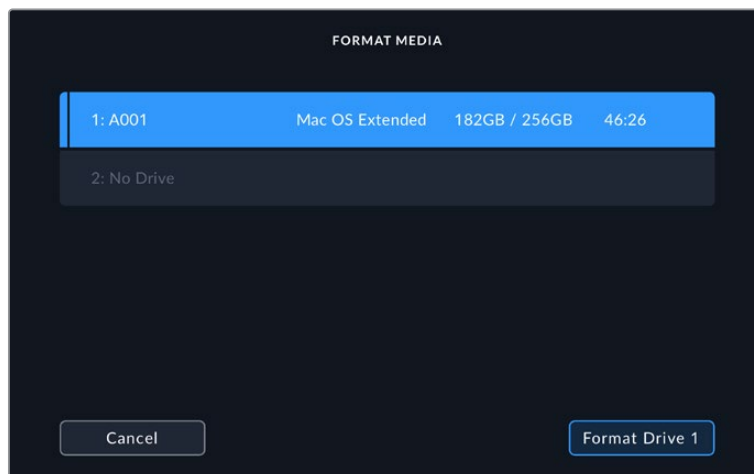 FORMAT MEDIA
1: A001 Mac OS Extended 182GB / 256GB 46:26
2: No Drive
Cancel Format Drive 1